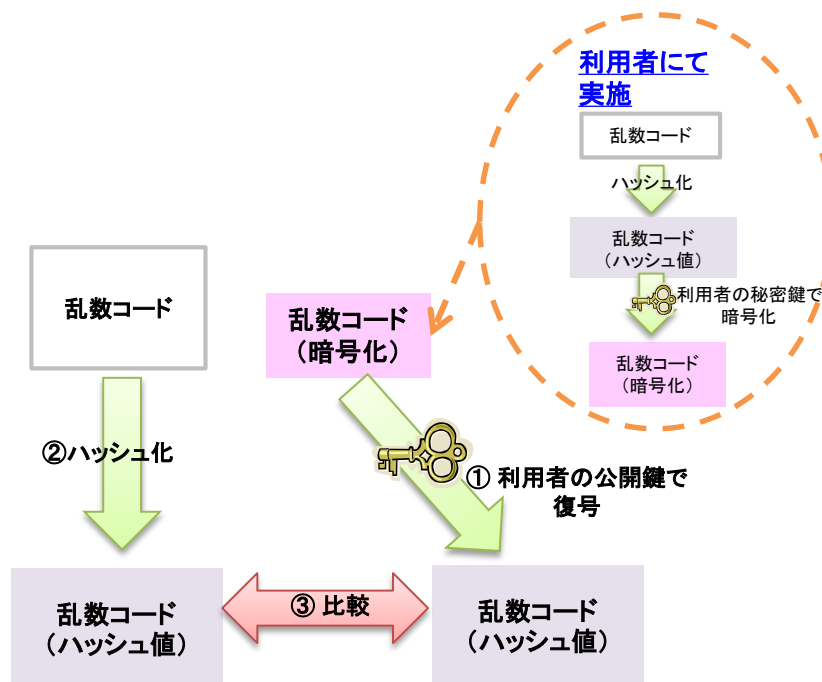 利用者にて
実施
乱数コード
ハッシュ化
乱数コード
（ハッシュ値）
利用者の秘密鍵で
暗号化
乱数コード
（暗号化）
乱数コード
乱数コード
（暗号化）
②ハッシュ化
① 利用者の公開鍵で
復号
乱数コード
（ハッシュ値）
③ 比較
乱数コード
（ハッシュ値）